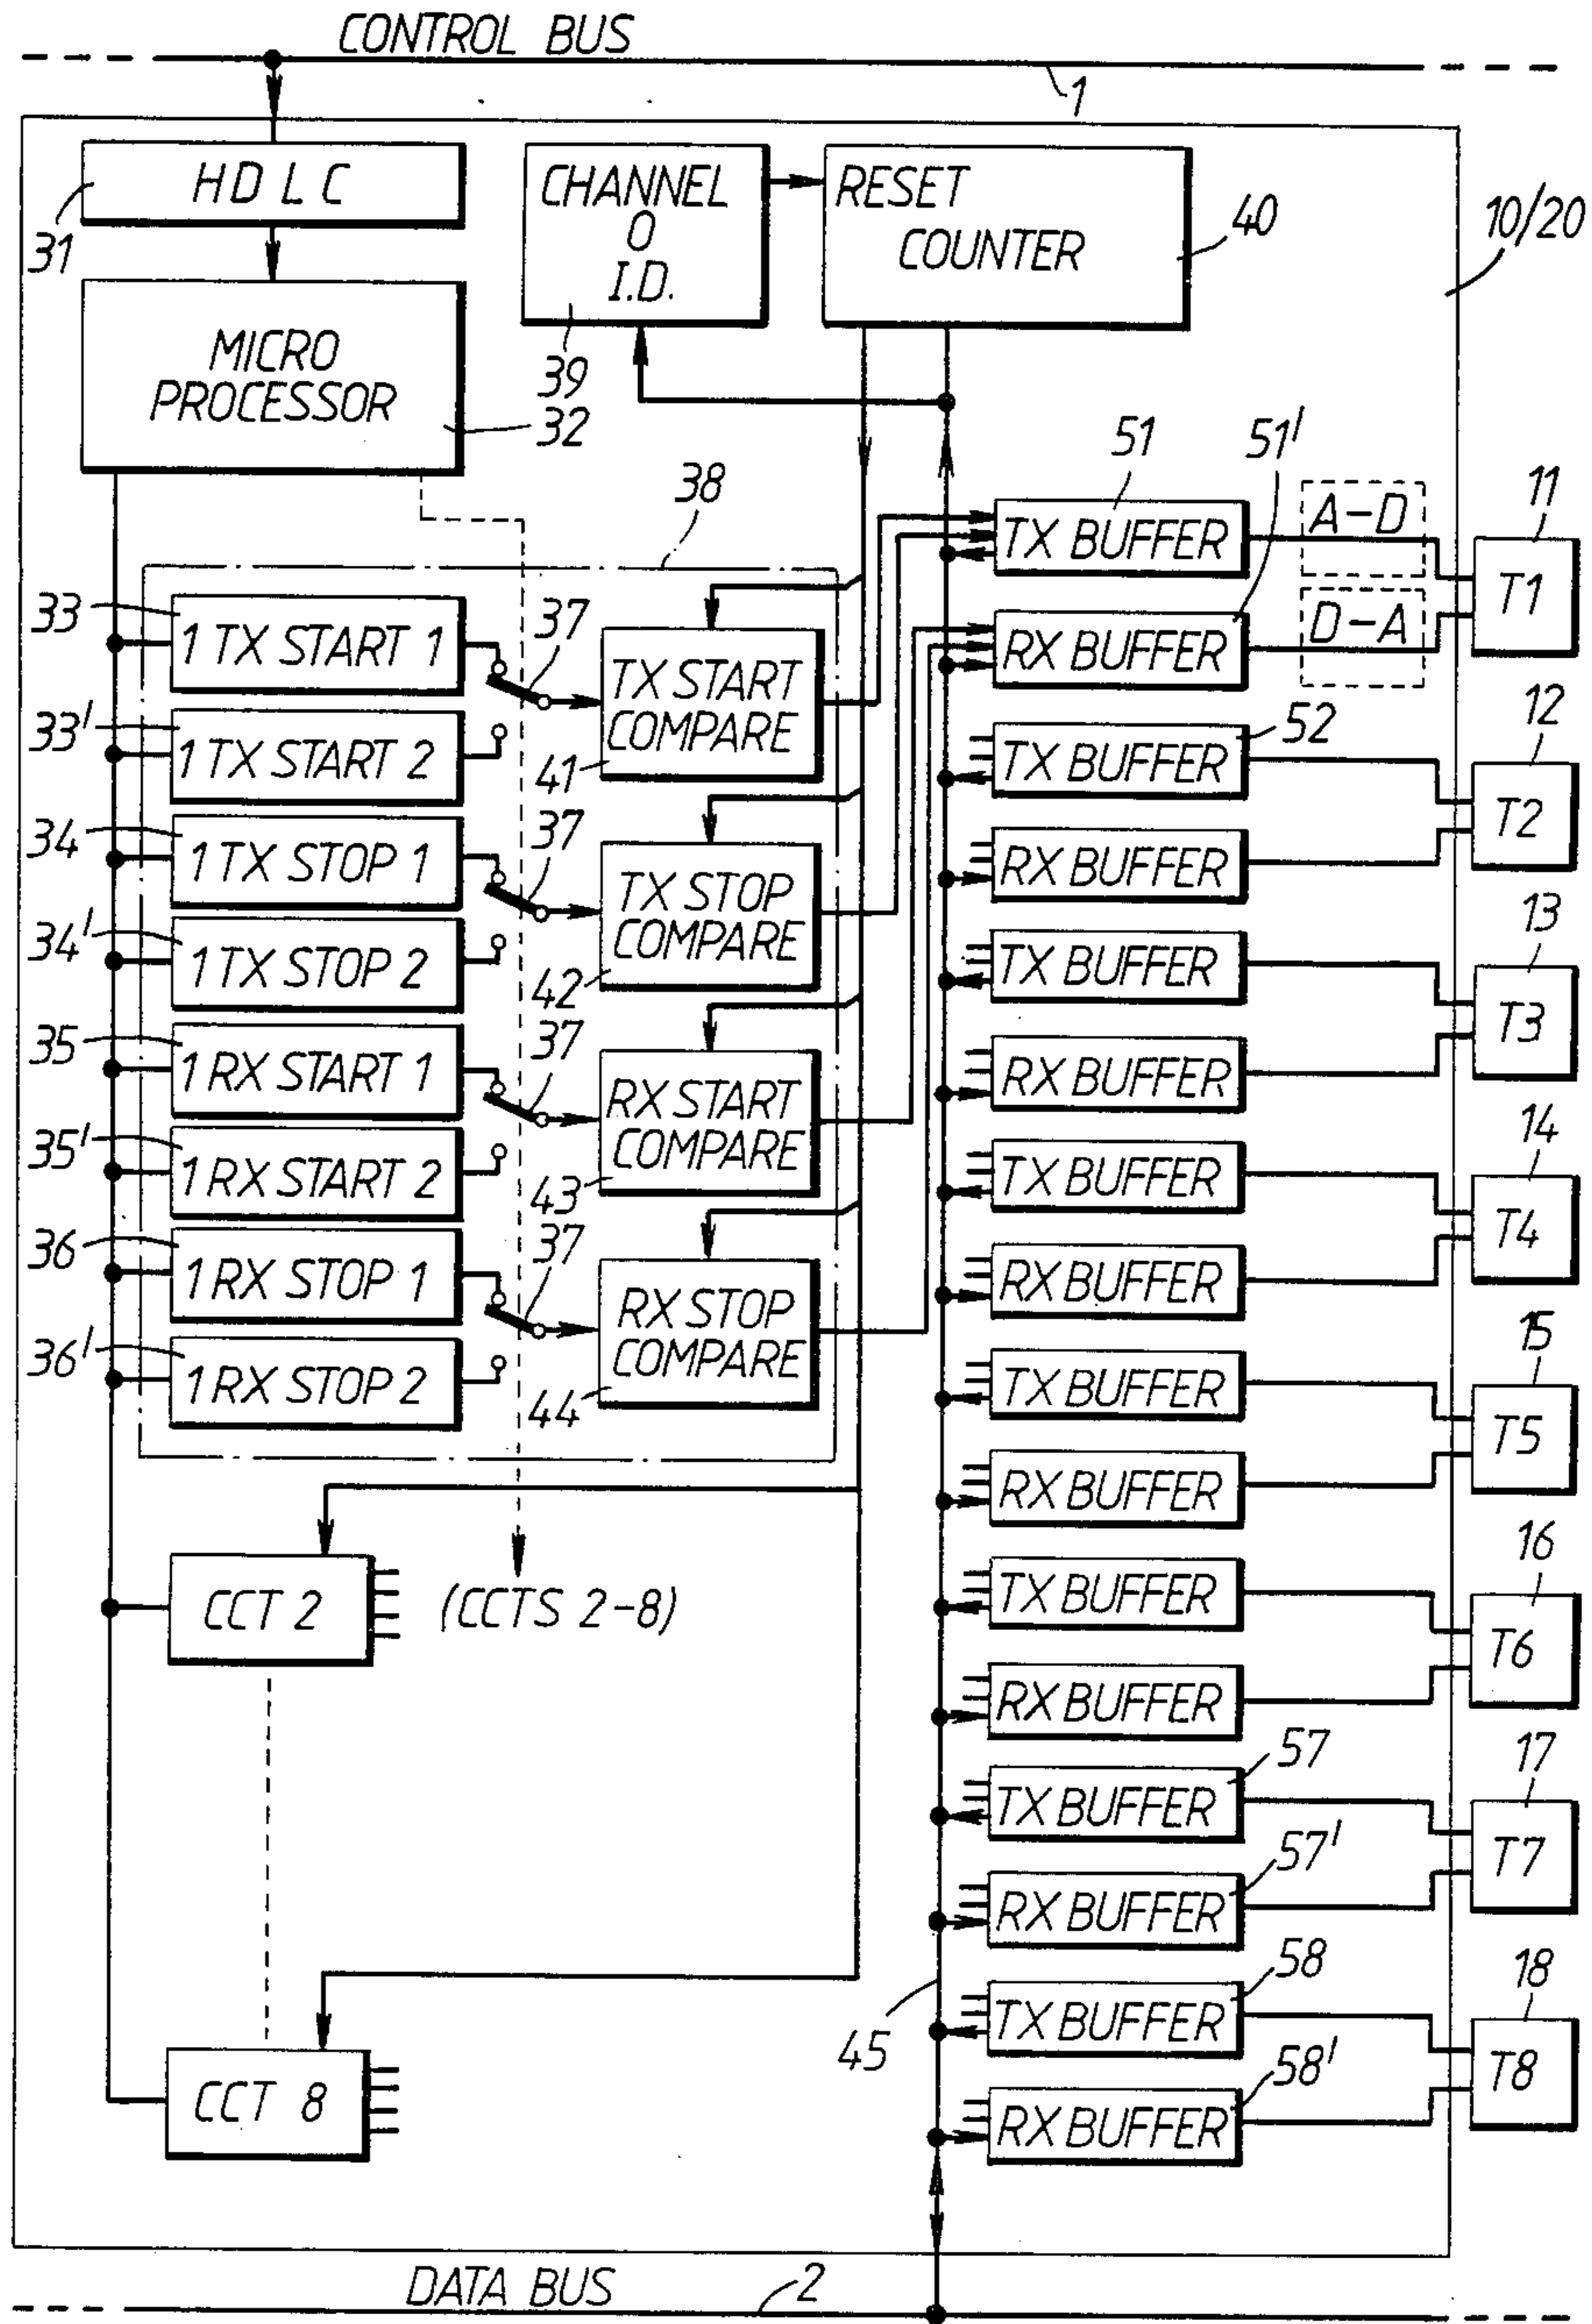 CONTROL BUS
1
HDLC
31
CHANNEL
0
I.D.
39
RESET
COUNTER
40
10/20
MICRO
PROCESSOR
32
38
51
51'
A-D
11
TX BUFFER
T1
33
1 TX START 1
37
TX START
COMPARE
41
RX BUFFER
D-A
33'
1 TX START 2
52
12
TX BUFFER
T2
34
1 TX STOP 1
37
TX STOP
COMPARE
42
RX BUFFER
34'
1 TX STOP 2
13
TX BUFFER
T3
35
1 RX START 1
37
RX START
COMPARE
43
RX BUFFER
35'
1 RX START 2
14
TX BUFFER
T4
36
1 RX STOP 1
37
RX STOP
COMPARE
44
RX BUFFER
36'
1 RX STOP 2
15
TX BUFFER
T5
RX BUFFER
CCT 2
(CCTS 2-8)
16
TX BUFFER
T6
RX BUFFER
57
17
TX BUFFER
T7
57'
RX BUFFER
58
18
TX BUFFER
T8
45
58'
CCT 8
RX BUFFER
DATA BUS
2